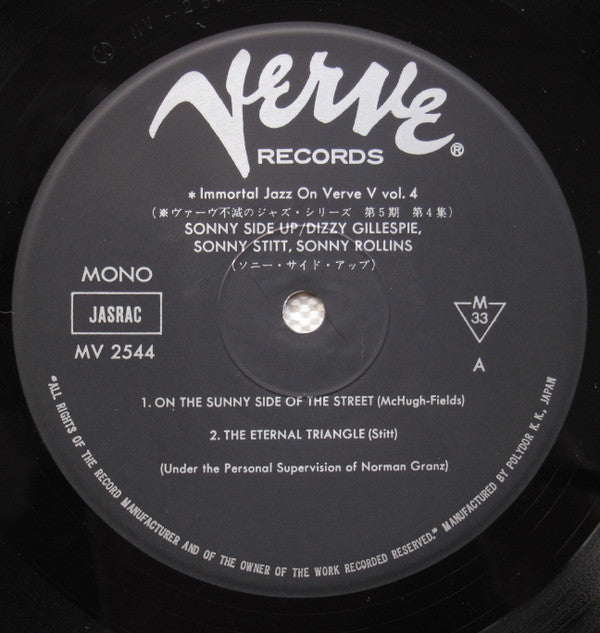 Verve
RECORDS ®
* Immortal Jazz On Verve V vol. 4
(※ヴァーヴ不滅のジャズ・シリーズ 第5期 第4集)
SONNY SIDE UP/DIZZY GILLESPIE,
SONNY STITT, SONNY ROLLINS
(ソニー・サイド・アップ)
MONO
JASRAC
MV 2544
M
33
A
1. ON THE SUNNY SIDE OF THE STREET (McHugh-Fields)
2. THE ETERNAL TRIANGLE (Stitt)
(Under the Personal Supervision of Norman Granz)
"ALL RIGHTS OF THE RECORD MANUFACTURER AND OF THE OWNER OF THE WORK RECORDED RESERVED." MANUFACTURED BY POLYDOR K. K., JAPAN